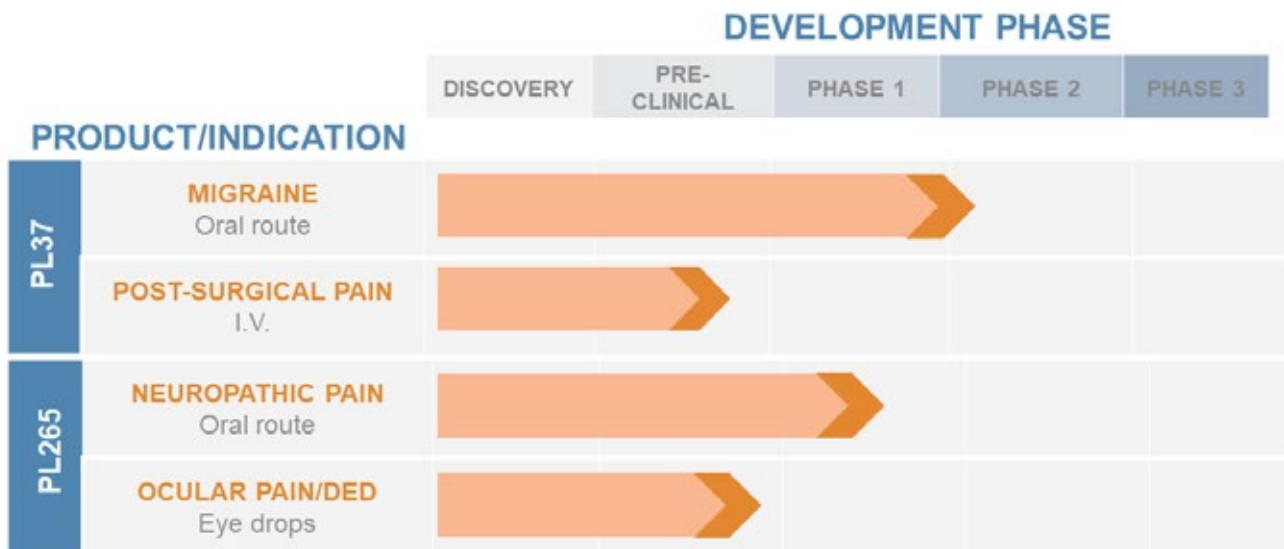 DEVELOPMENT PHASE
DISCOVERY
PRE-
CLINICAL
PHASE 1
PHASE 2
PHASE 3
PRODUCT/INDICATION
PL37
MIGRAINE
Oral route
POST-SURGICAL PAIN
I.V.
PL265
NEUROPATHIC PAIN
Oral route
OCULAR PAIN/DED
Eye drops